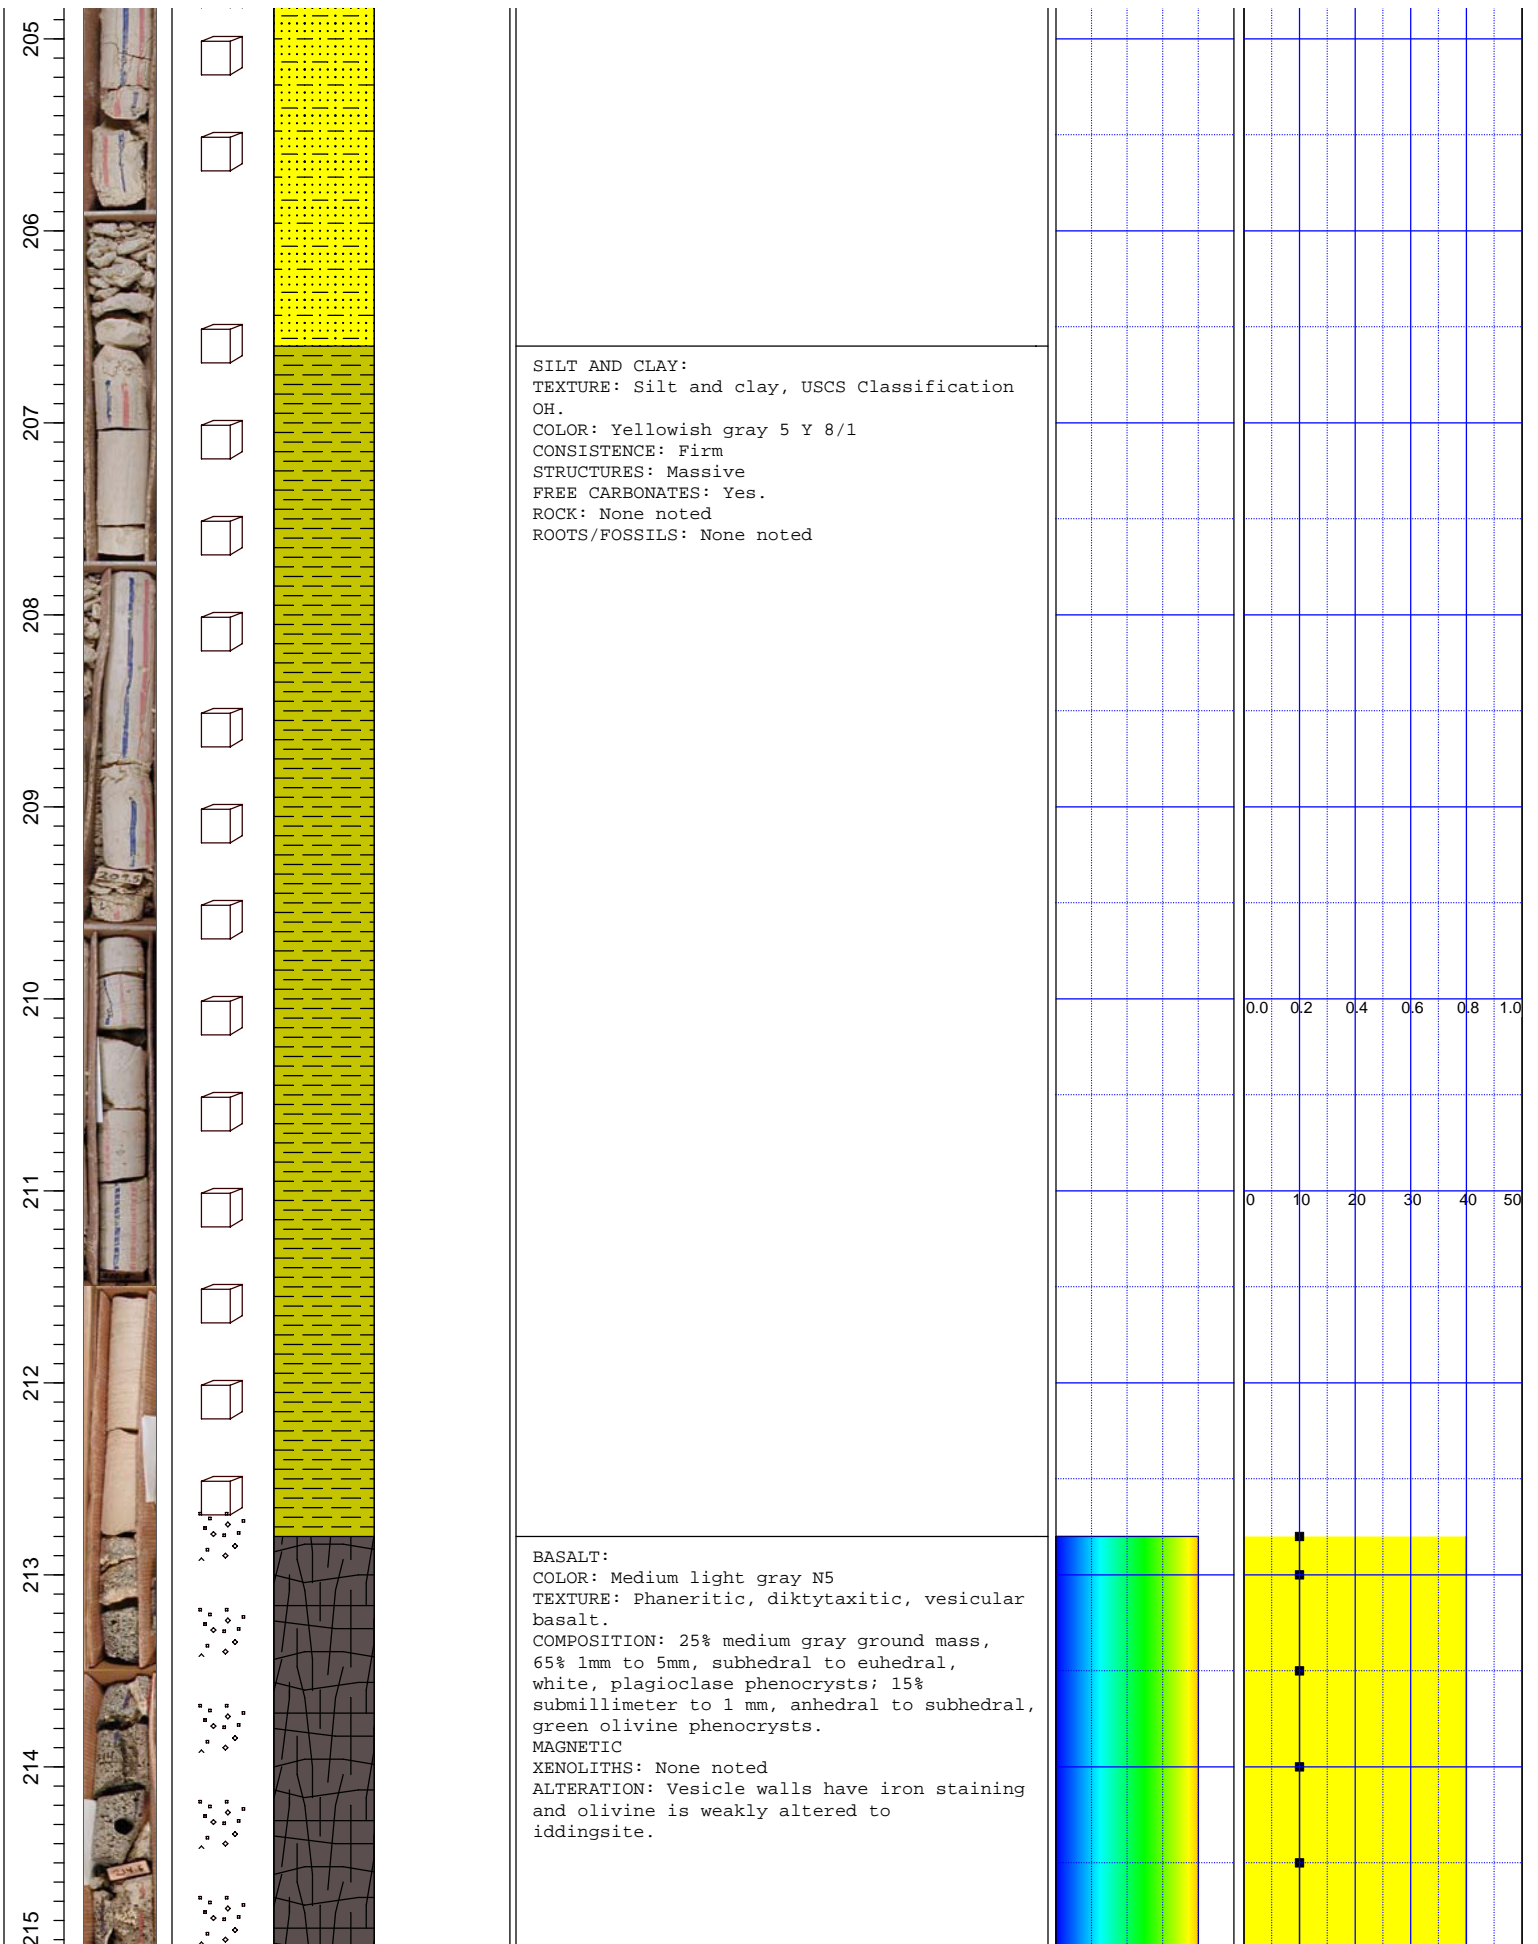 205
206
207
208
209
210
211
212
213
214
215
SILT AND CLAY:
TEXTURE: Silt and clay, USCS Classification
OH.
COLOR: Yellowish gray 5 Y 8/1
CONSISTENCE: Firm
STRUCTURES: Massive
FREE CARBONATES: Yes.
ROCK: None noted
ROOTS/FOSSILS: None noted
BASALT:
COLOR: Medium light gray N5
TEXTURE: Phaneritic, diktytaxitic, vesicular
basalt.
COMPOSITION: 25% medium gray ground mass,
65% 1mm to 5mm, subhedral to euhedral,
white, plagioclase phenocrysts; 15%
submillimeter to 1 mm, anhedral to subhedral,
green olivine phenocrysts.
MAGNETIC
XENOLITHS: None noted
ALTERATION: Vesicle walls have iron staining
and olivine is weakly altered to
iddingsite.
0.0 0.2 0.4 0.6 0.8 1.0
0 10 20 30 40 50